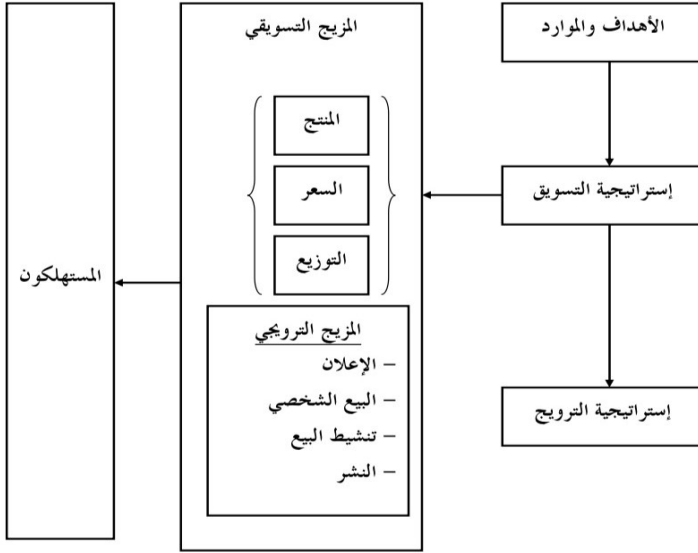 الأهداف والموارد
إستراتيجية التسويق
إستراتيجية الترويج
المزيج التسويقي
المنتج
السعر
التوزيع
المزيج الترويجي
– الإعلان
– البيع الشخصي
– تنشيط البيع
– النشر
المستهلكون